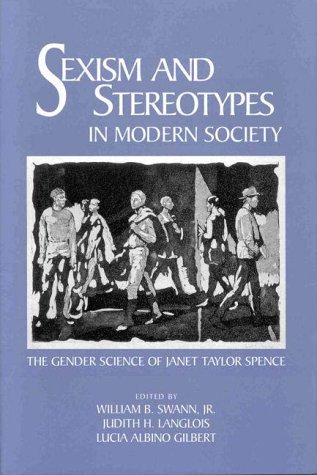 SEXISM AND
STEREOTYPES
IN MODERN SOCIETY
THE GENDER SCIENCE OF JANET TAYLOR SPENCE
EDITED BY
WILLIAM B. SWANN, JR.
JUDITH H. LANGLOIS
LUCIA ALBINO GILBERT